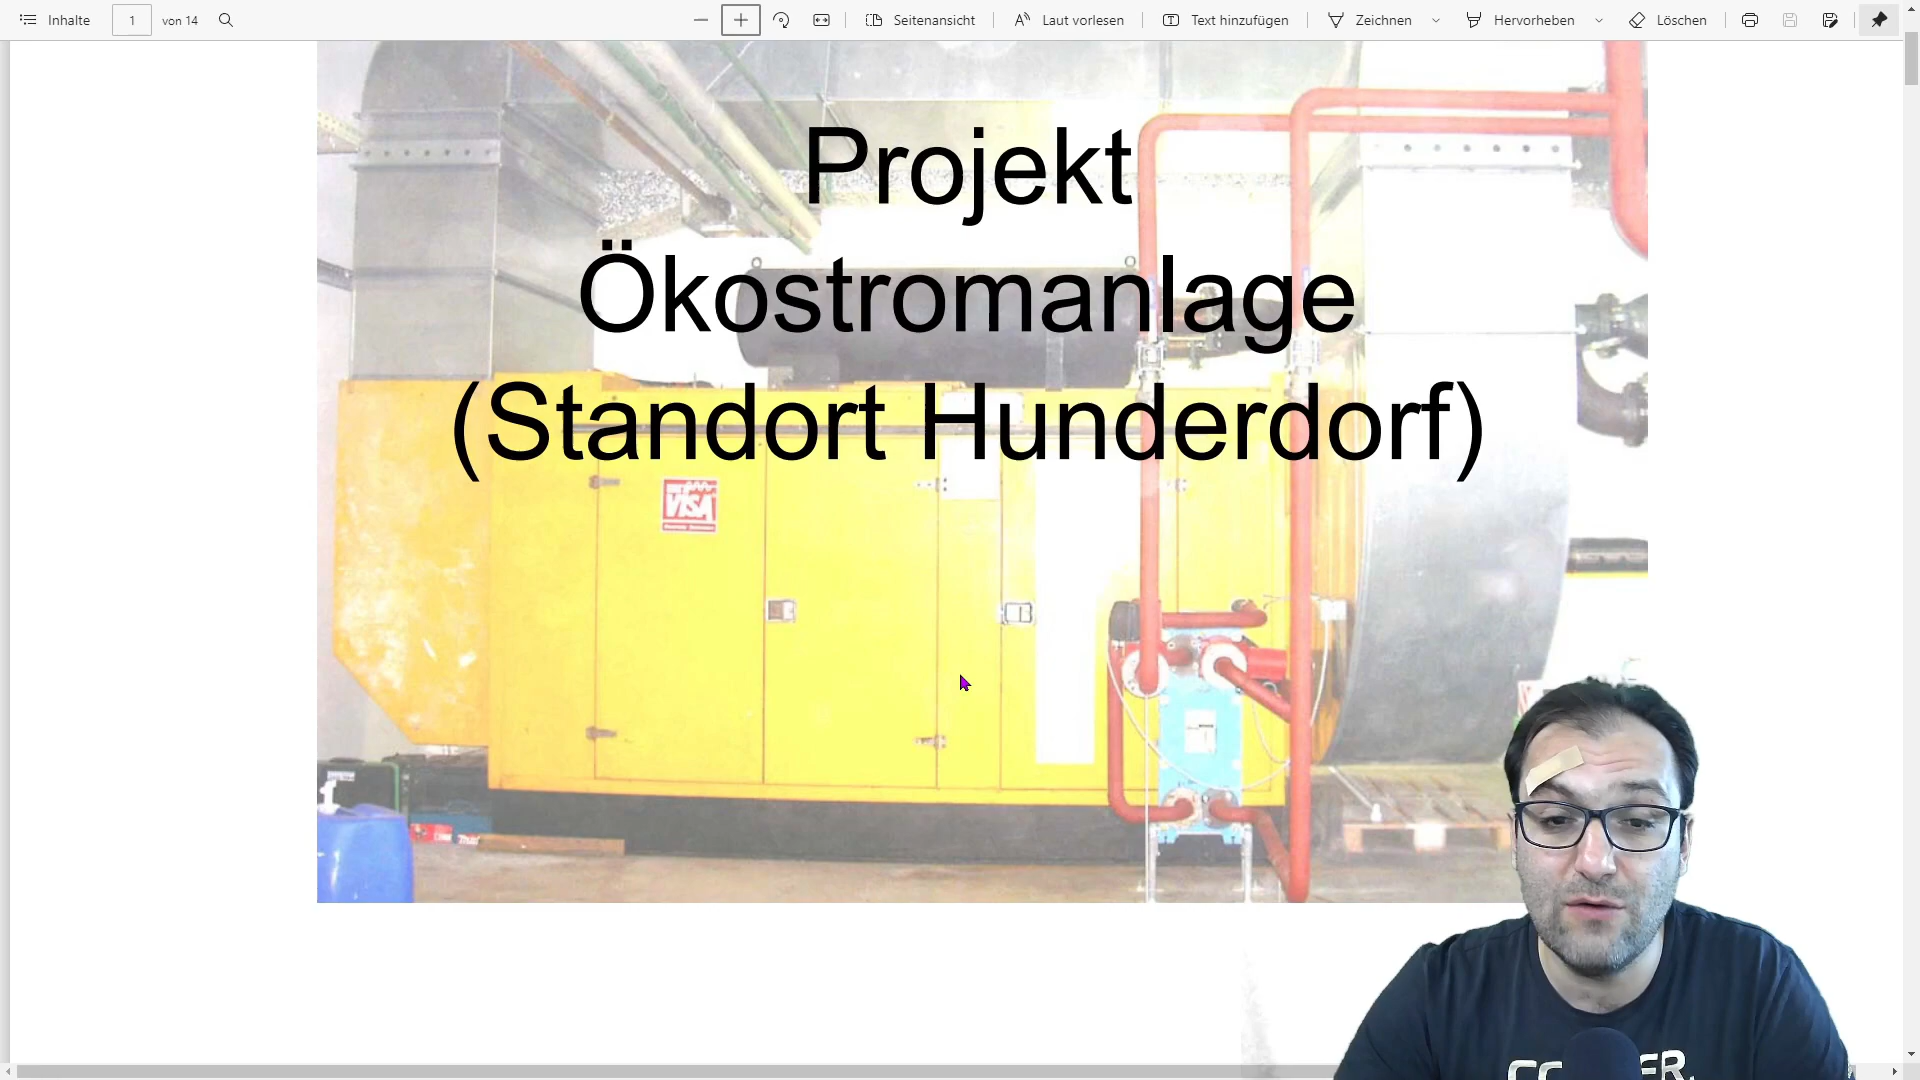 Inhalte
1
von 14
Seitenansicht
Laut vorlesen
Text hinzufügen
Zeichnen
Hervorheben
Löschen
Projekt
Ökostromanlage
(Standort Hunderdorf)
VISA